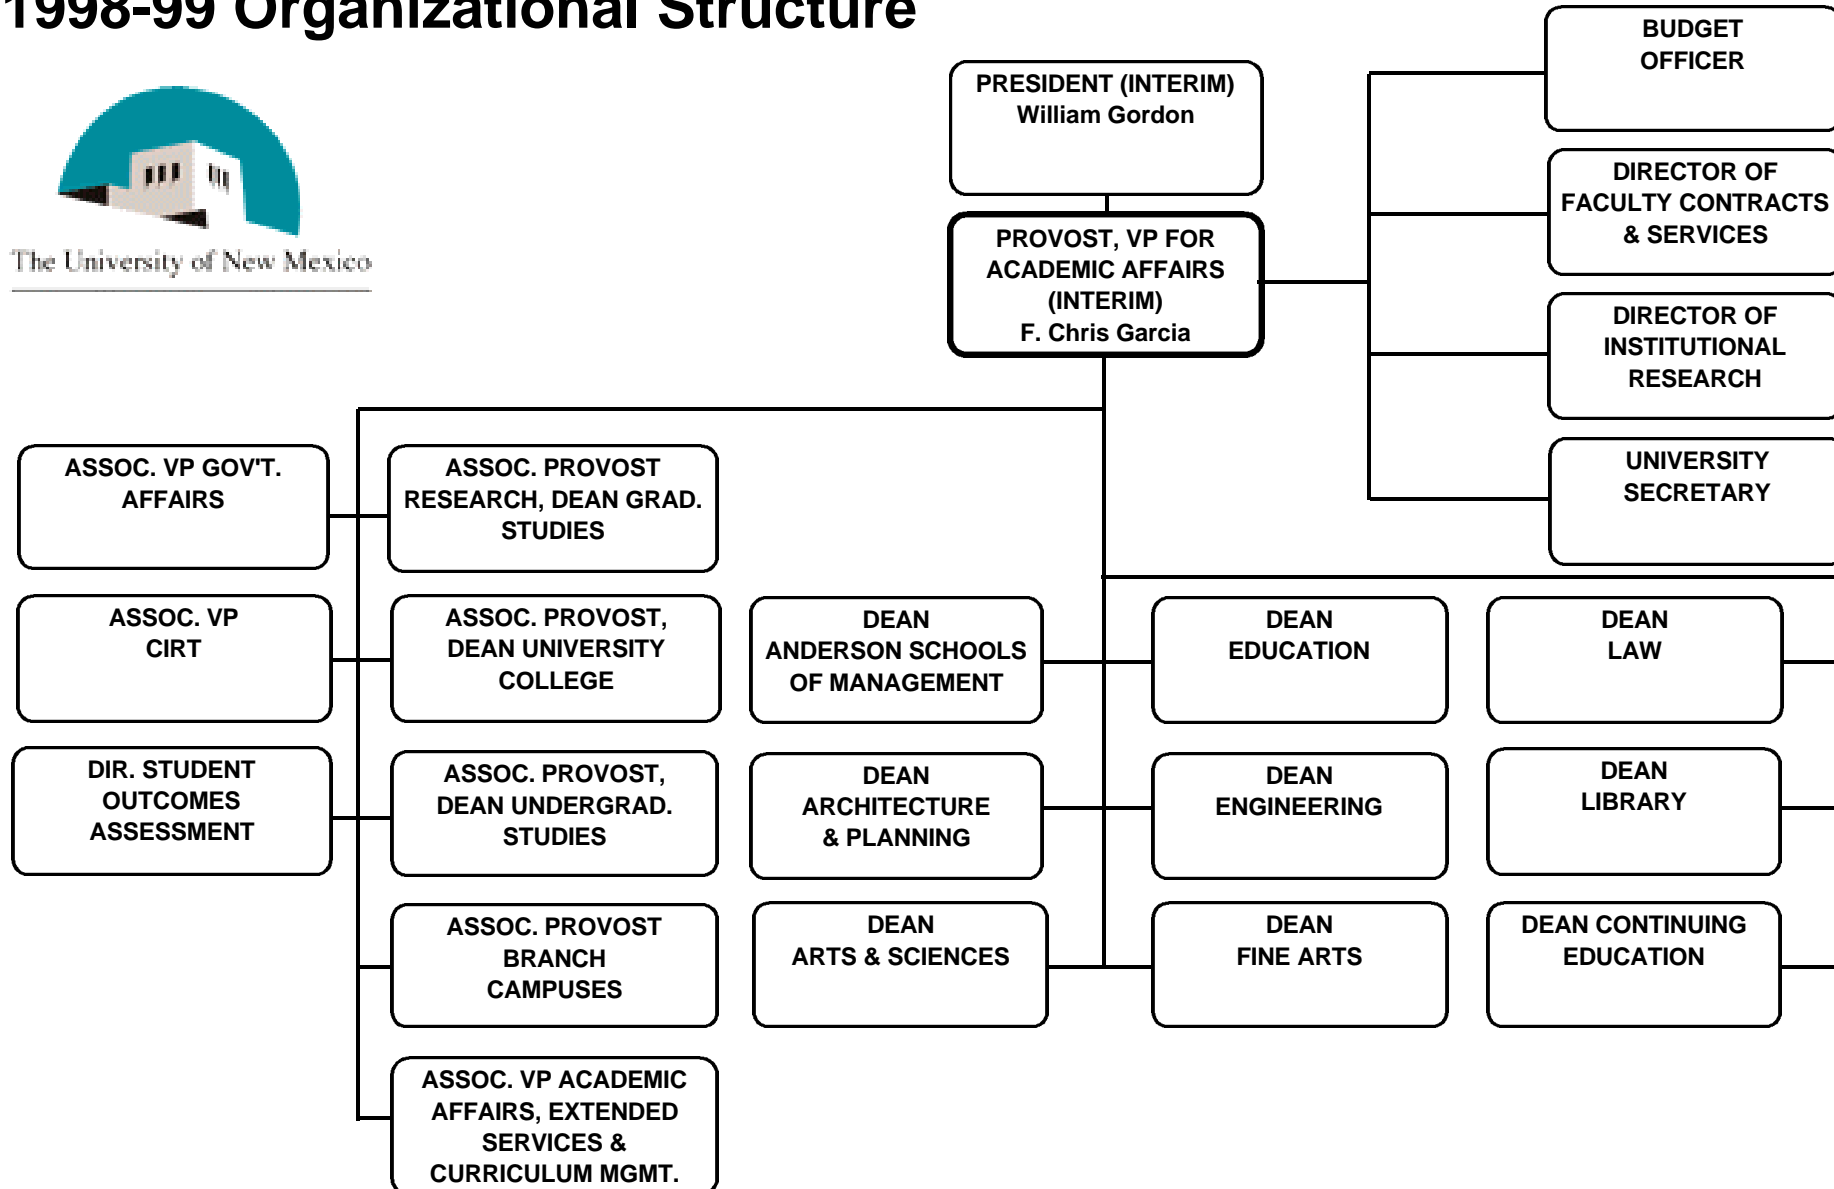 1998-99 Organizational Structure
The University of New Mexico
PRESIDENT (INTERIM)
William Gordon
PROVOST, VP FOR
ACADEMIC AFFAIRS
(INTERIM)
F. Chris Garcia
BUDGET
OFFICER
DIRECTOR OF
FACULTY CONTRACTS
& SERVICES
DIRECTOR OF
INSTITUTIONAL
RESEARCH
UNIVERSITY
SECRETARY
ASSOC. VP GOV'T.
AFFAIRS
ASSOC. PROVOST
RESEARCH, DEAN GRAD.
STUDIES
ASSOC. VP
CIRT
ASSOC. PROVOST,
DEAN UNIVERSITY
COLLEGE
DIR. STUDENT
OUTCOMES
ASSESSMENT
ASSOC. PROVOST,
DEAN UNDERGRAD.
STUDIES
ASSOC. PROVOST
BRANCH
CAMPUSES
ASSOC. VP ACADEMIC
AFFAIRS, EXTENDED
SERVICES &
CURRICULUM MGMT.
DEAN
ANDERSON SCHOOLS
OF MANAGEMENT
DEAN
EDUCATION
DEAN
LAW
DEAN
ARCHITECTURE
& PLANNING
DEAN
ENGINEERING
DEAN
LIBRARY
DEAN
ARTS & SCIENCES
DEAN
FINE ARTS
DEAN CONTINUING
EDUCATION